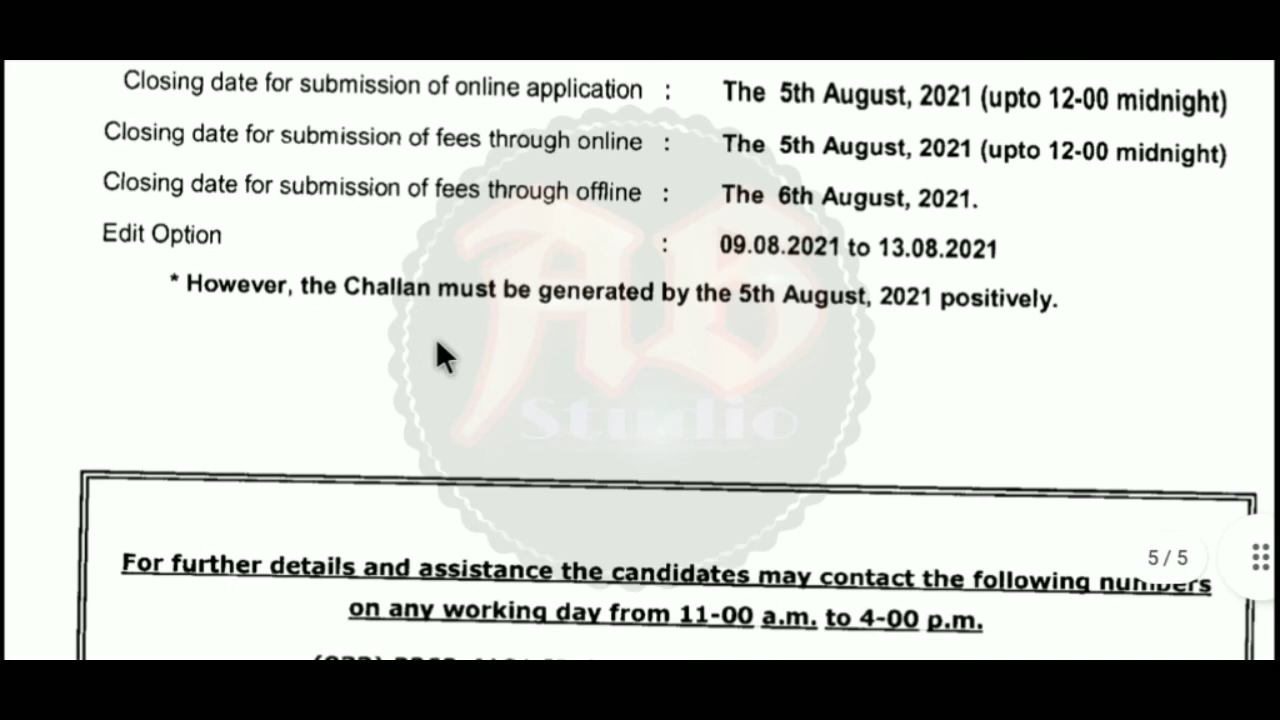 Closing date for submission of online application : The 5th August, 2021 (upto 12-00 midnight)
Closing date for submission of fees through online : The 5th August, 2021 (upto 12-00 midnight)
Closing date for submission of fees through offline : The 6th August, 2021.
Edit Option : 09.08.2021 to 13.08.2021
* However, the Challan must be generated by the 5th August, 2021 positively.
AB
Studio
For further details and assistance the candidates may contact the following numbers
on any working day from 11-00 a.m. to 4-00 p.m.
5 / 5